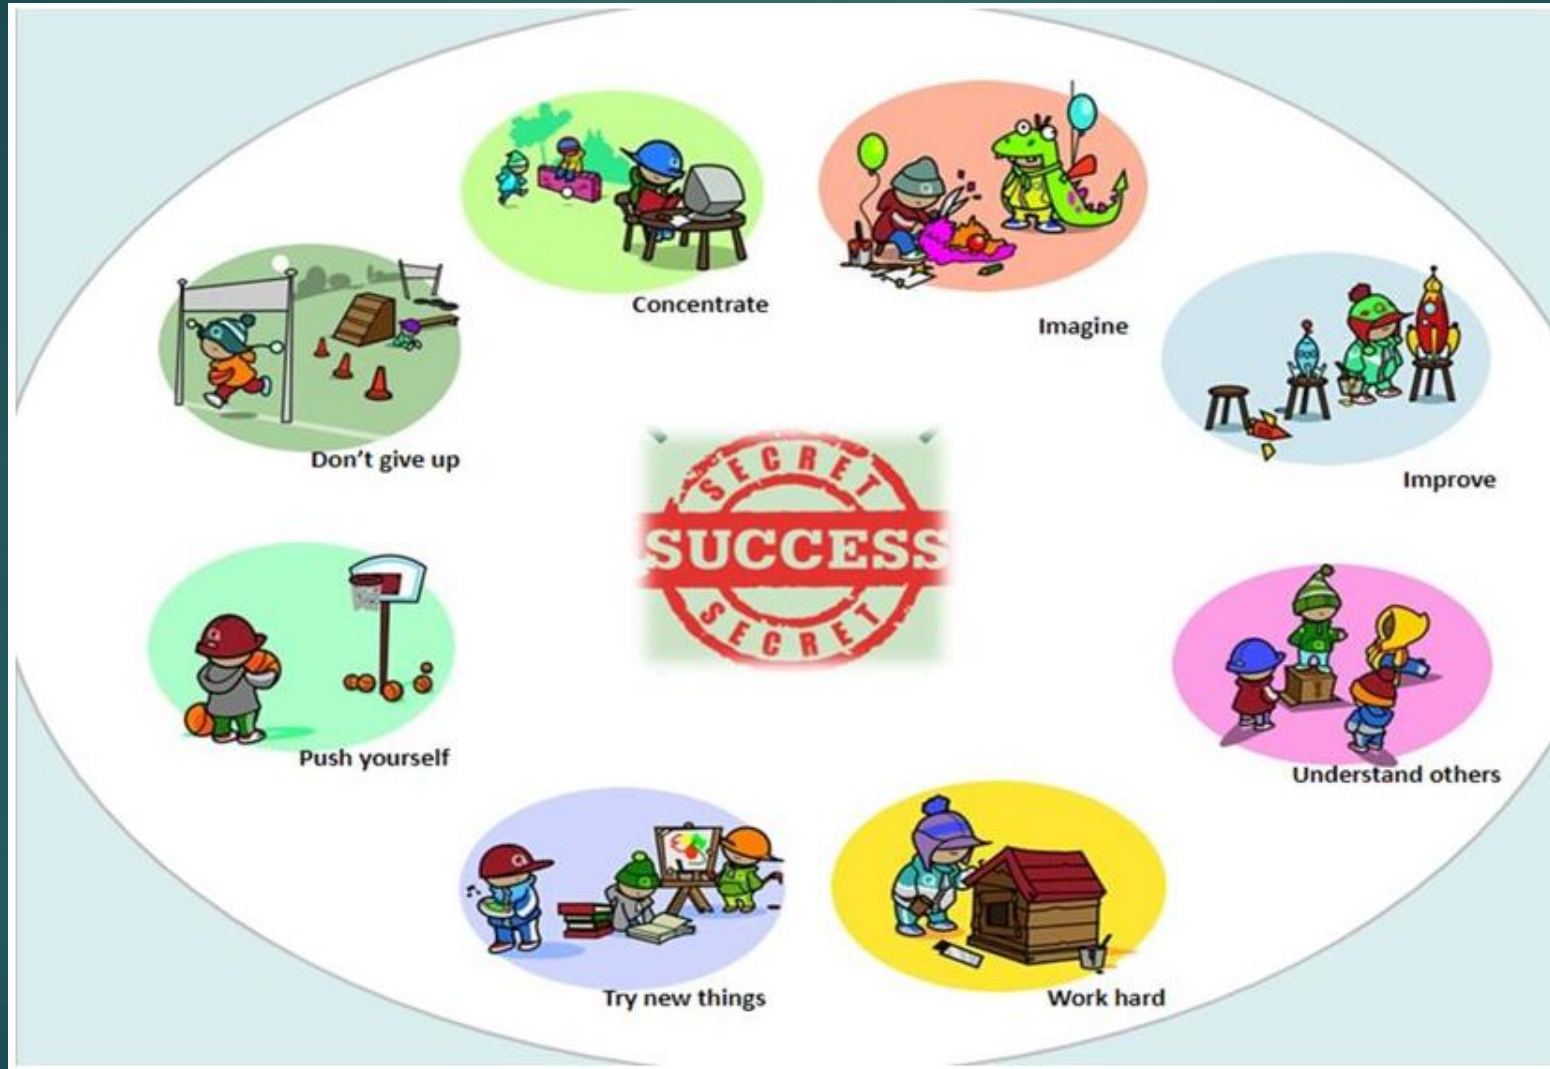 Concentrate
Imagine
Don't give up
Improve
SECRET
SUCCESS
SECRET
Push yourself
Understand others
Try new things
Work hard